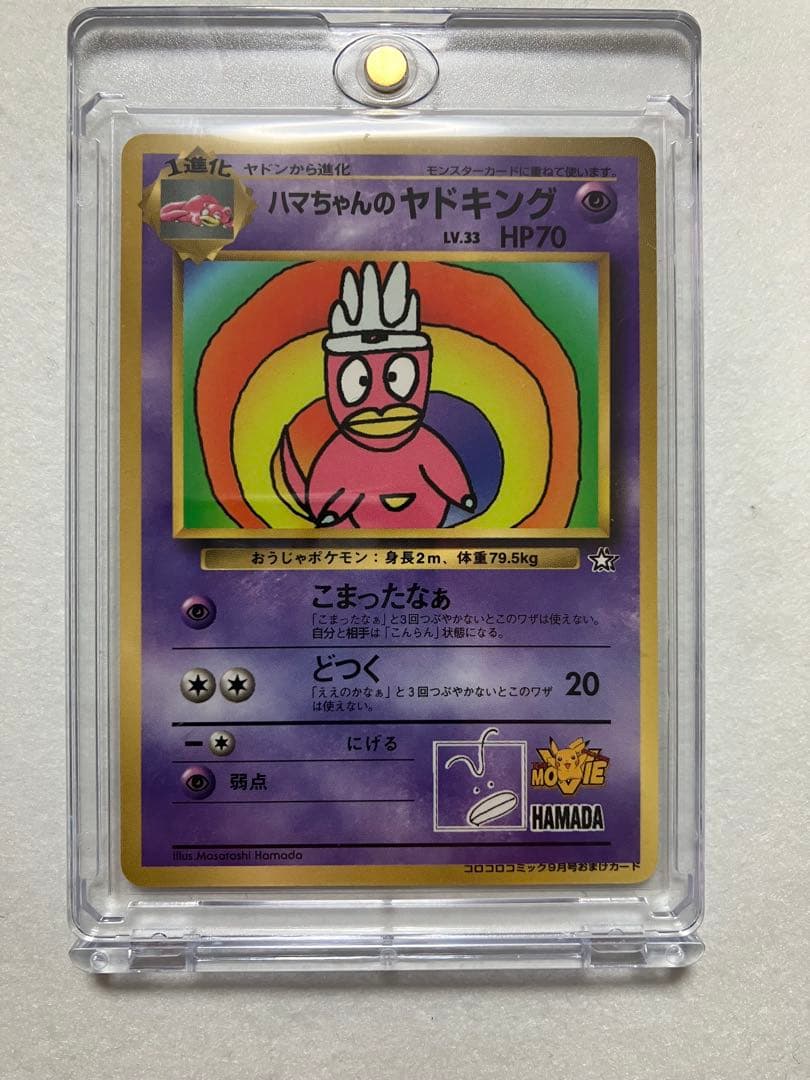 1進化
ヤドンから進化
モンスターカードに重ねて使います。
ハマちゃんのヤドキング
LV.33 HP70
おうじゃポケモン：身長2m、体重79.5kg
こまったなぁ
「こまったなぁ」と3回つぶやかないとこのワザは使えない。
自分と相手は「こんらん」状態になる。
どつく
20
「ええのかなぁ」と3回つぶやかないとこのワザ
は使えない。
にげる
弱点
MOVIE
HAMADA
Illus.Masatoshi Hamada
コロコロコミック9月号おまけカード